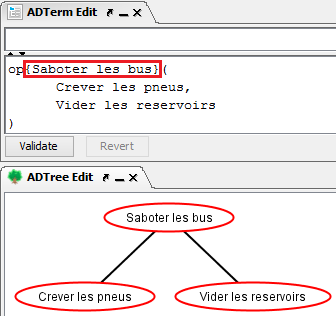 ADTerm Edit
op{Saboter les bus}(
Crever les pneus,
Vider les reservoirs
)
Validate Revert
ADTree Edit
Saboter les bus
Crever les pneus Vider les reservoirs